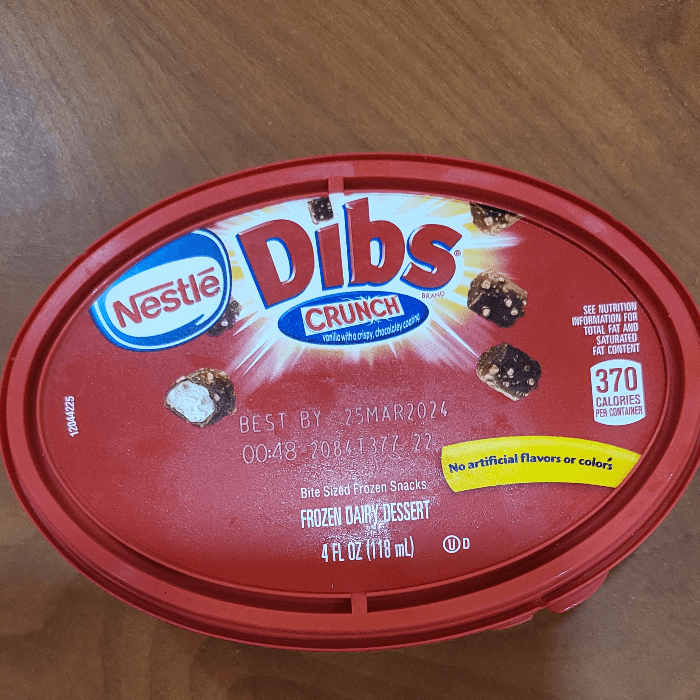 Nestlé
Dibs®
BRAND
CRUNCH
vanilla with a crispy, chocolatey coating
SEE NUTRITION
INFORMATION FOR
TOTAL FAT AND
SATURATED
FAT CONTENT
370
CALORIES
PER CONTAINER
12044225
BEST BY 25MAR2024
00:48 2084T377 22
No artificial flavors or colors
Bite Sized Frozen Snacks
FROZEN DAIRY DESSERT
4 FL OZ (118 mL)
U D